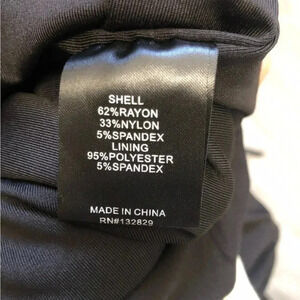 SHELL
62%RAYON
33%NYLON
5%SPANDEX
LINING
95%POLYESTER
5%SPANDEX
MADE IN CHINA
RN#132829